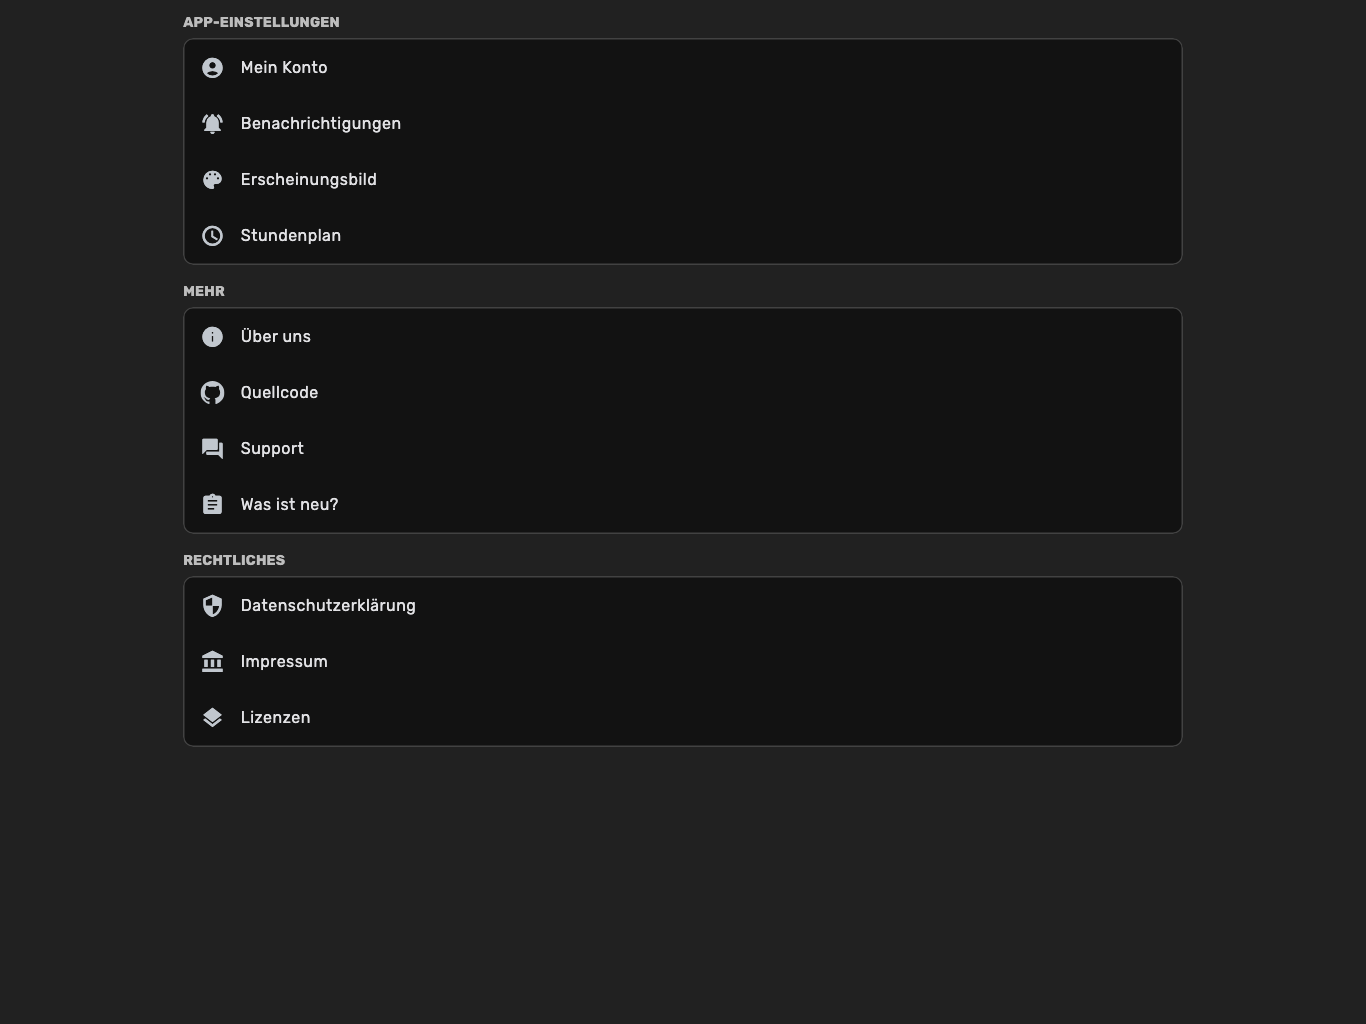 APP-EINSTELLUNGEN
Mein Konto
Benachrichtigungen
Erscheinungsbild
Stundenplan
MEHR
Über uns
Quellcode
Support
Was ist neu?
RECHTLICHES
Datenschutzerklärung
Impressum
Lizenzen